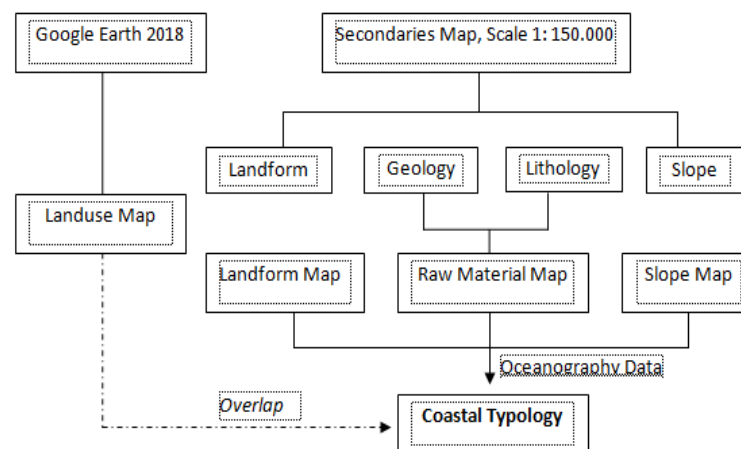 Google Earth 2018
Secondaries Map, Scale 1: 150.000
Landform
Geology
Lithology
Slope
Landuse Map
Landform Map
Raw Material Map
Slope Map
Oceanography Data
Overlap
Coastal Typology